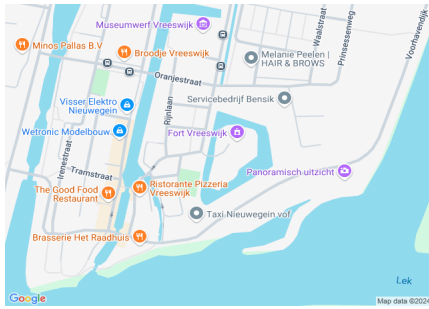 Museumwerf Vreeswijk
Minos Pallas B.V
Broodje Vreeswijk
Melanie Peelen |
HAIR & BROWS
Waalstraat
Prinsessenweg
Voorhavendijk
Oranjestraat
Visser Elektro
Nieuwegein
Servicebedrijf Bensik
Rijnlaan
Wetronic Modelbouw
Fort Vreeswijk
Irenestraat
Tramstraat
Panoramisch uitzicht
The Good Food
Restaurant
Ristorante Pizzeria
Vreeswijk
Taxi Nieuwegein vof
Brasserie Het Raadhuis
Lek
Google
Map data ©2024